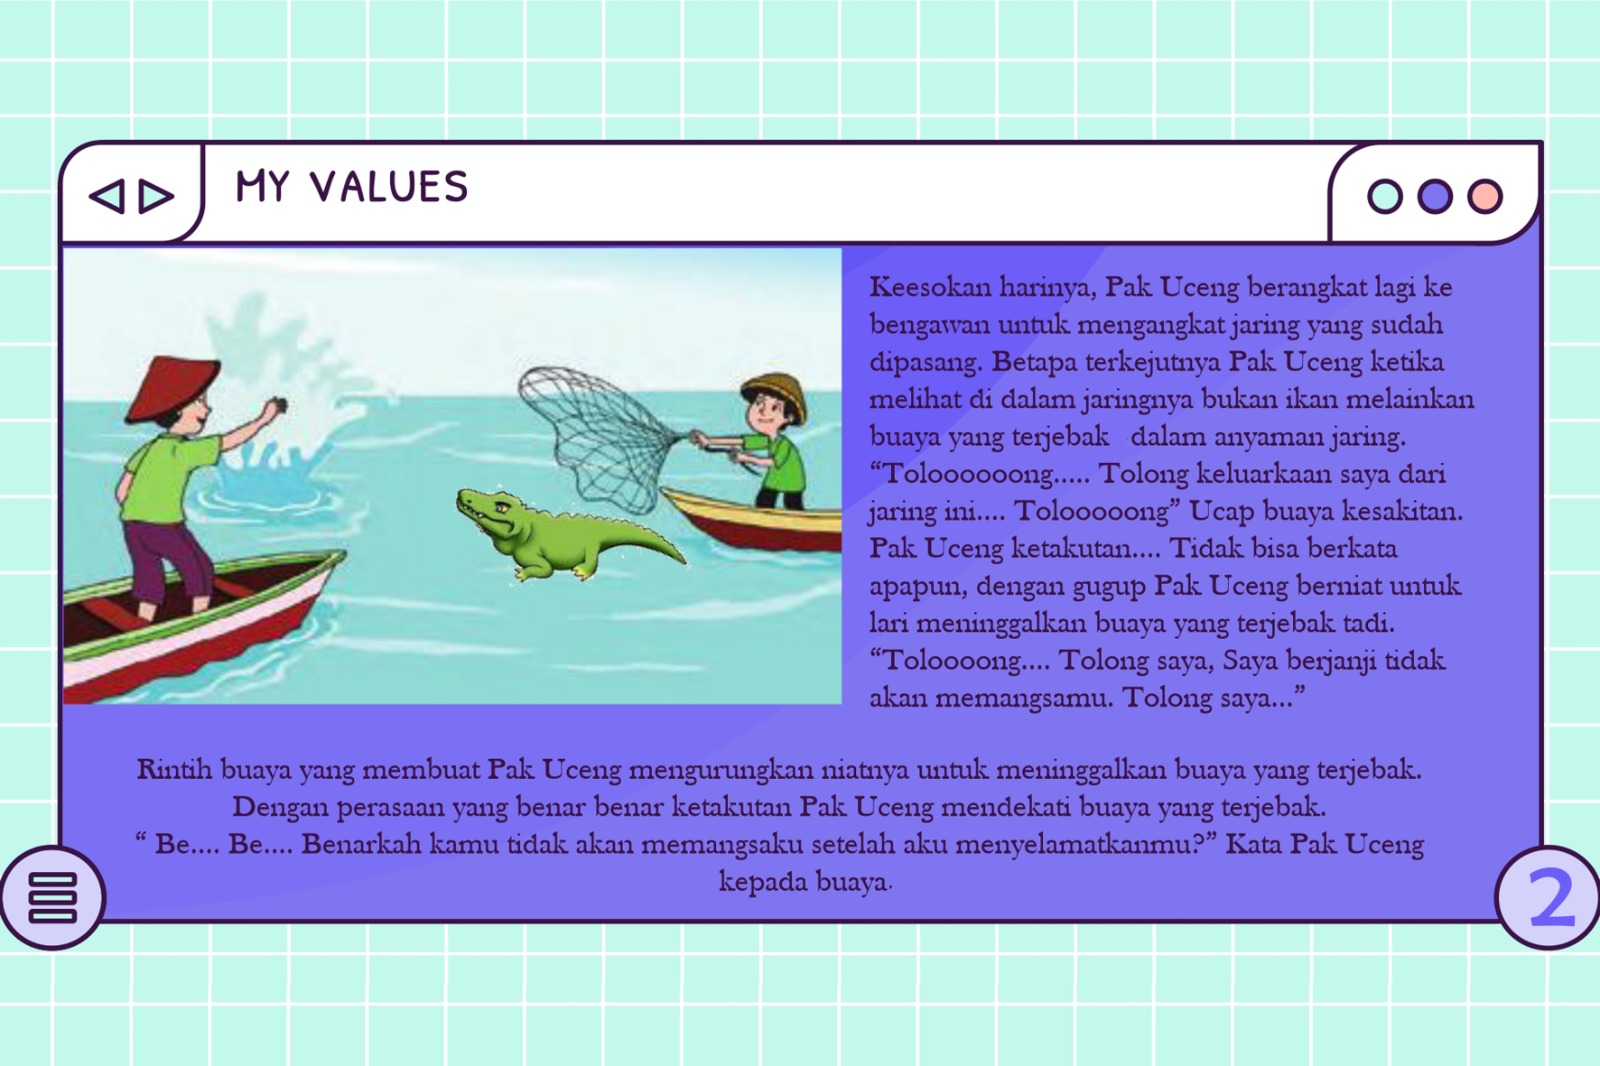 MY VALUES
Keesokan harinya, Pak Uceng berangkat lagi ke
bengawan untuk mengangkat jaring yang sudah
dipasang. Betapa terkejutnya Pak Uceng ketika
melihat di dalam jaringnya bukan ikan melainkan
buaya yang terjebak dalam anyaman jaring.
“Tolooooooong..... Tolong keluarkaan saya dari
jaring ini.... Tolooooong” Ucap buaya kesakitan.
Pak Uceng ketakutan.... Tidak bisa berkata
apapun, dengan gugup Pak Uceng berniat untuk
lari meninggalkan buaya yang terjebak tadi.
“Toloooong.... Tolong saya, Saya berjanji tidak
akan memangsamu. Tolong saya...”
Rintih buaya yang membuat Pak Uceng mengurungkan niatnya untuk meninggalkan buaya yang terjebak.
Dengan perasaan yang benar benar ketakutan Pak Uceng mendekati buaya yang terjebak.
“ Be.... Be.... Benarkah kamu tidak akan memangsaku setelah aku menyelamatkanmu?” Kata Pak Uceng
kepada buaya.
2